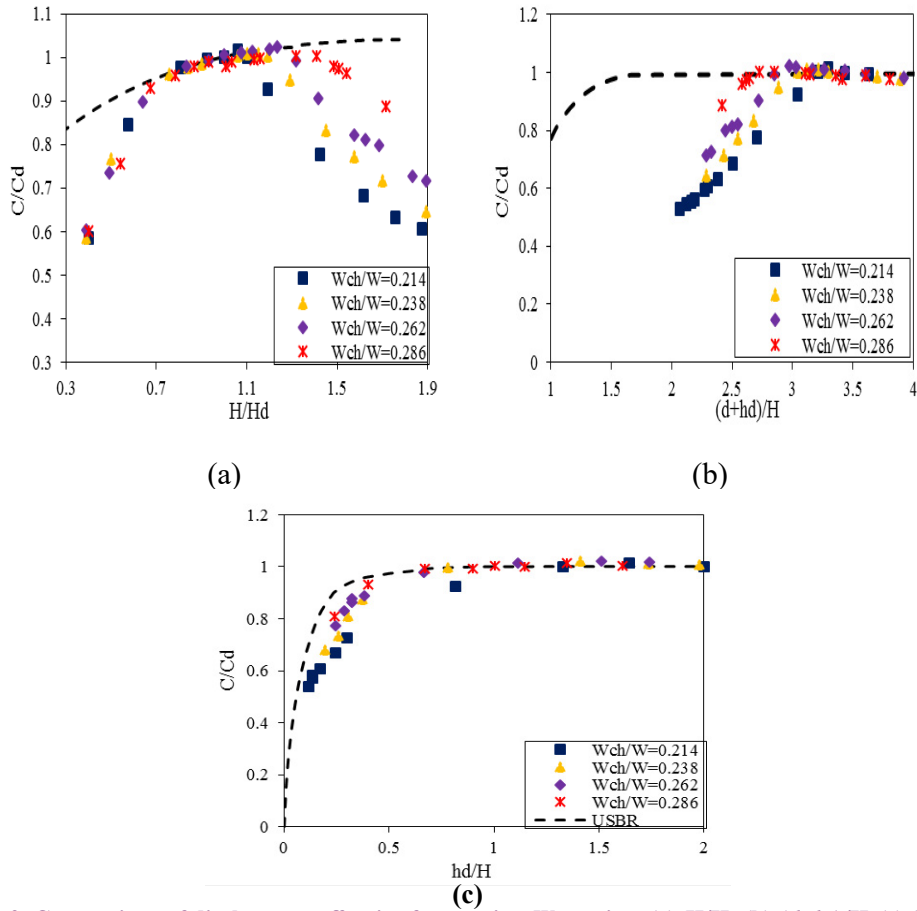 1.1
1
0.9
0.8
0.7
0.6
0.5
0.4
0.3
C/Cd
0.3 0.7 1.1 1.5 1.9
H/Hd
Wch/W=0.214
Wch/W=0.238
Wch/W=0.262
Wch/W=0.286
(a)
1.2
1
0.8
0.6
0.4
0.2
0
C/Cd
1 1.5 2 2.5 3 3.5 4
(d+hd)/H
Wch/W=0.214
Wch/W=0.238
Wch/W=0.262
Wch/W=0.286
(b)
1.2
1
0.8
0.6
0.4
0.2
0
C/Cd
0 0.5 1 1.5 2
hd/H
Wch/W=0.214
Wch/W=0.238
Wch/W=0.262
Wch/W=0.286
USBR
(c)